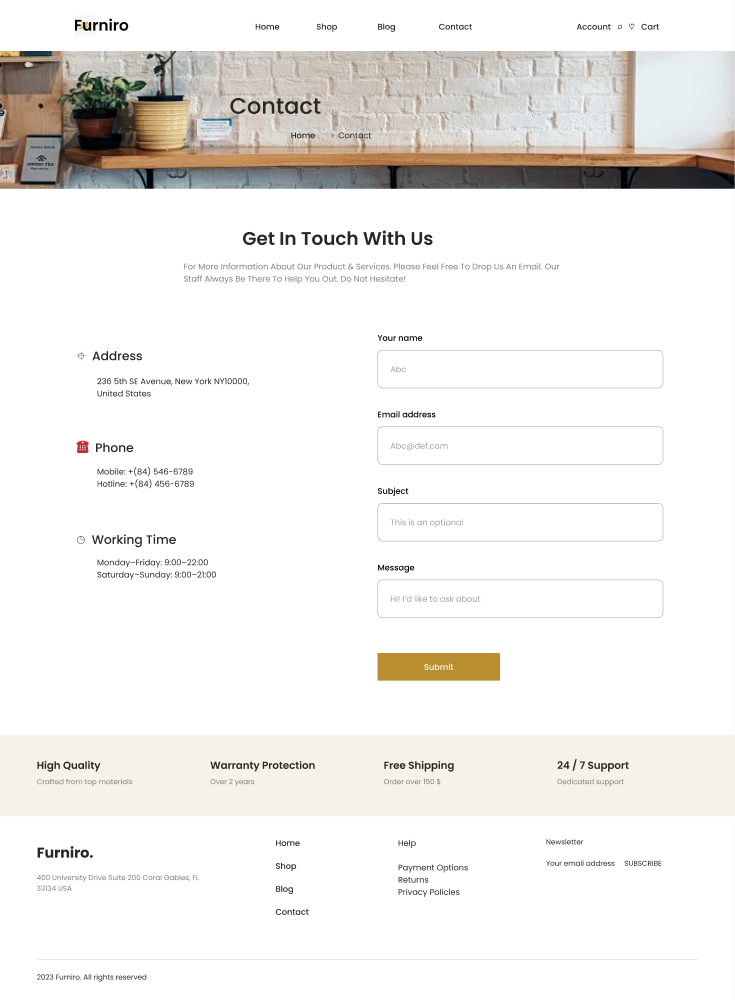 Furniro
Home Shop Blog Contact Account Cart
Contact
Home › Contact
Get In Touch With Us
For More Information About Our Product & Services. Please Feel Free To Drop Us An Email. Our
Staff Always Be There To Help You Out. Do Not Hesitate!
Address
236 5th SE Avenue, New York NY10000,
United States
Phone
Mobile: +(84) 546-6789
Hotline: +(84) 456-6789
Working Time
Monday–Friday: 9:00–22:00
Saturday–Sunday: 9:00–21:00
Your name
Abc
Email address
Abc@def.com
Subject
This is an optional
Message
Hi! I'd like to ask about
Submit
High Quality
Crafted from top materials
Warranty Protection
Over 2 years
Free Shipping
Order over 150 $
24 / 7 Support
Dedicated support
Furniro.
400 University Drive Suite 200 Coral Gables, FL
33134 USA
Home
Shop
Blog
Contact
Help
Payment Options
Returns
Privacy Policies
Newsletter
Your email address SUBSCRIBE
2023 Furniro. All rights reserved